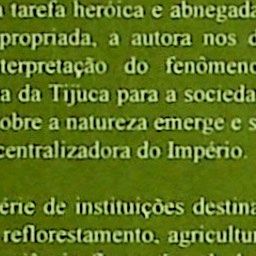 a tarefa heróica e abnegada
propriada, a autora nos d
terpretação do fenômeno
a da Tijuca para a socieda
obre a natureza emerge e s
centralizadora do Império.
érie de instituições destina
reflorestamento, agricultur